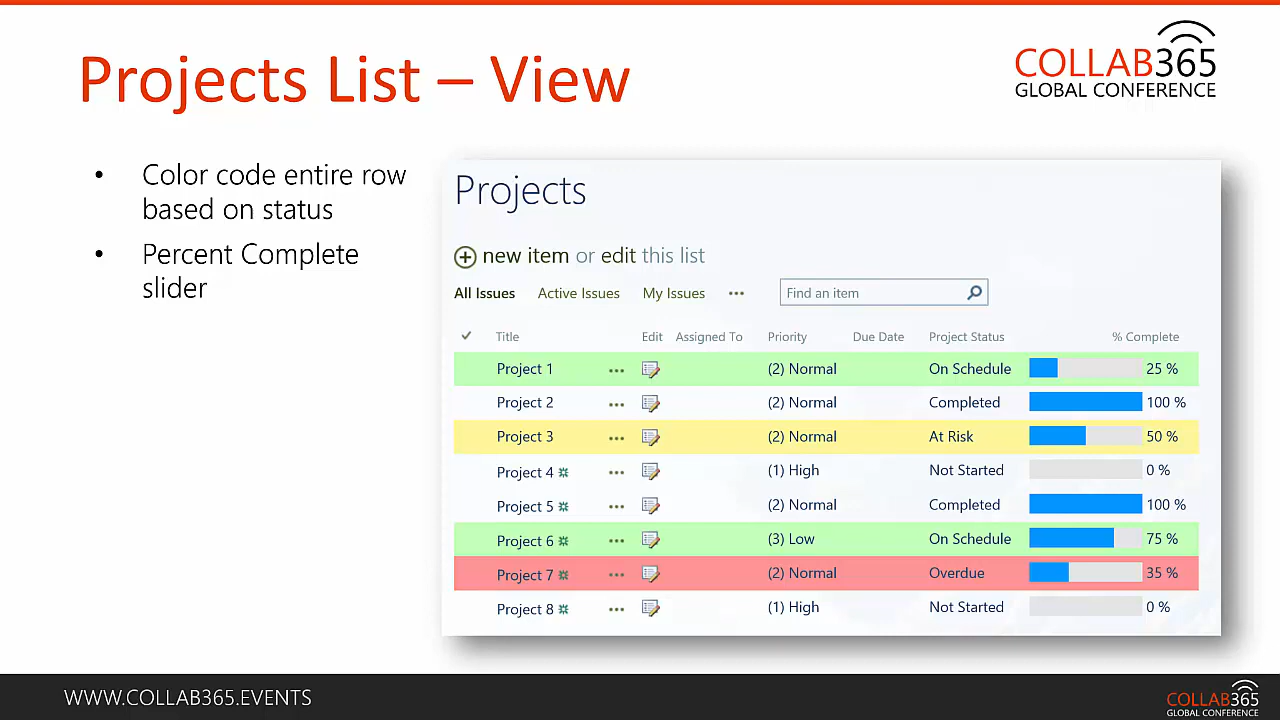 Projects List – View
COLLAB365
GLOBAL CONFERENCE
• Color code entire row
based on status
• Percent Complete
slider
Projects
new item or edit this list
All Issues Active Issues My Issues ••• Find an item
Title Edit Assigned To Priority Due Date Project Status % Complete
Project 1 ••• (2) Normal On Schedule 25 %
Project 2 ••• (2) Normal Completed 100 %
Project 3 ••• (2) Normal At Risk 50 %
Project 4 ••• (1) High Not Started 0 %
Project 5 ••• (2) Normal Completed 100 %
Project 6 ••• (3) Low On Schedule 75 %
Project 7 ••• (2) Normal Overdue 35 %
Project 8 ••• (1) High Not Started 0 %
WWW.COLLAB365.EVENTS
COLLAB365
GLOBAL CONFERENCE